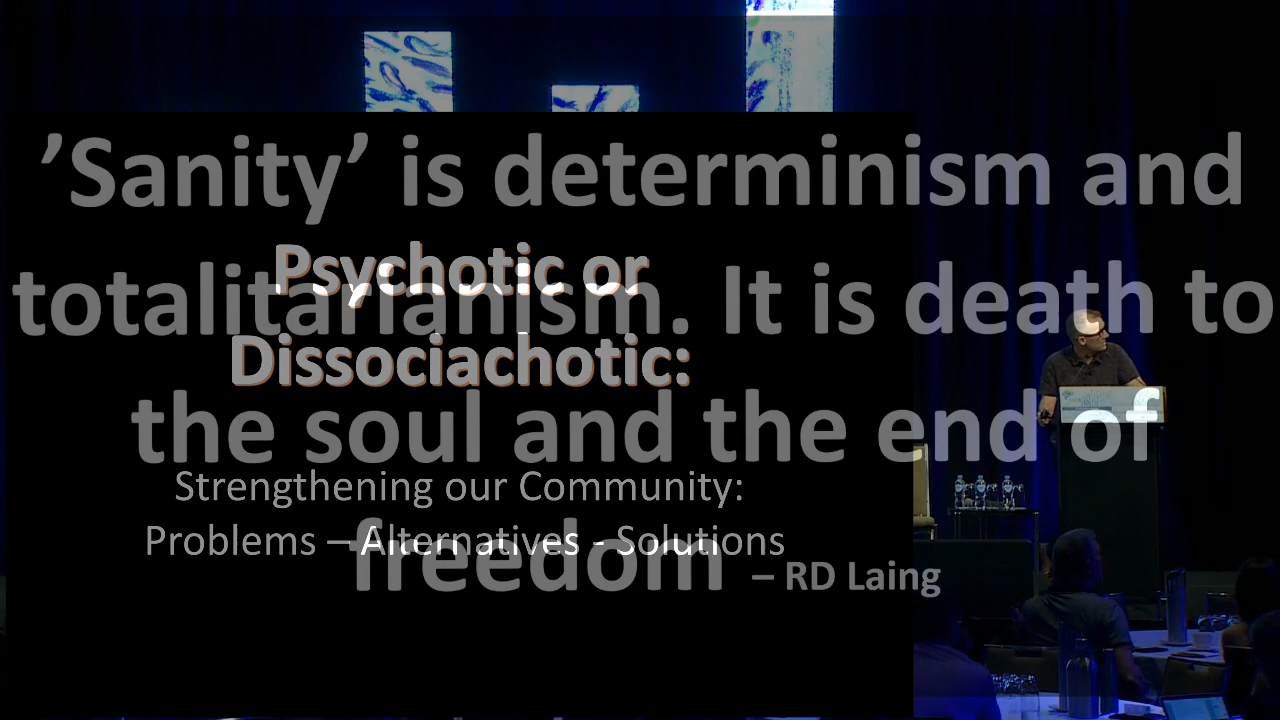 ’Sanity’ is determinism and
totalitarianism. It is death to
the soul and the end of
freedom – RD Laing
Psychotic or
Dissociachotic:
Strengthening our Community:
Problems – Alternatives - Solutions